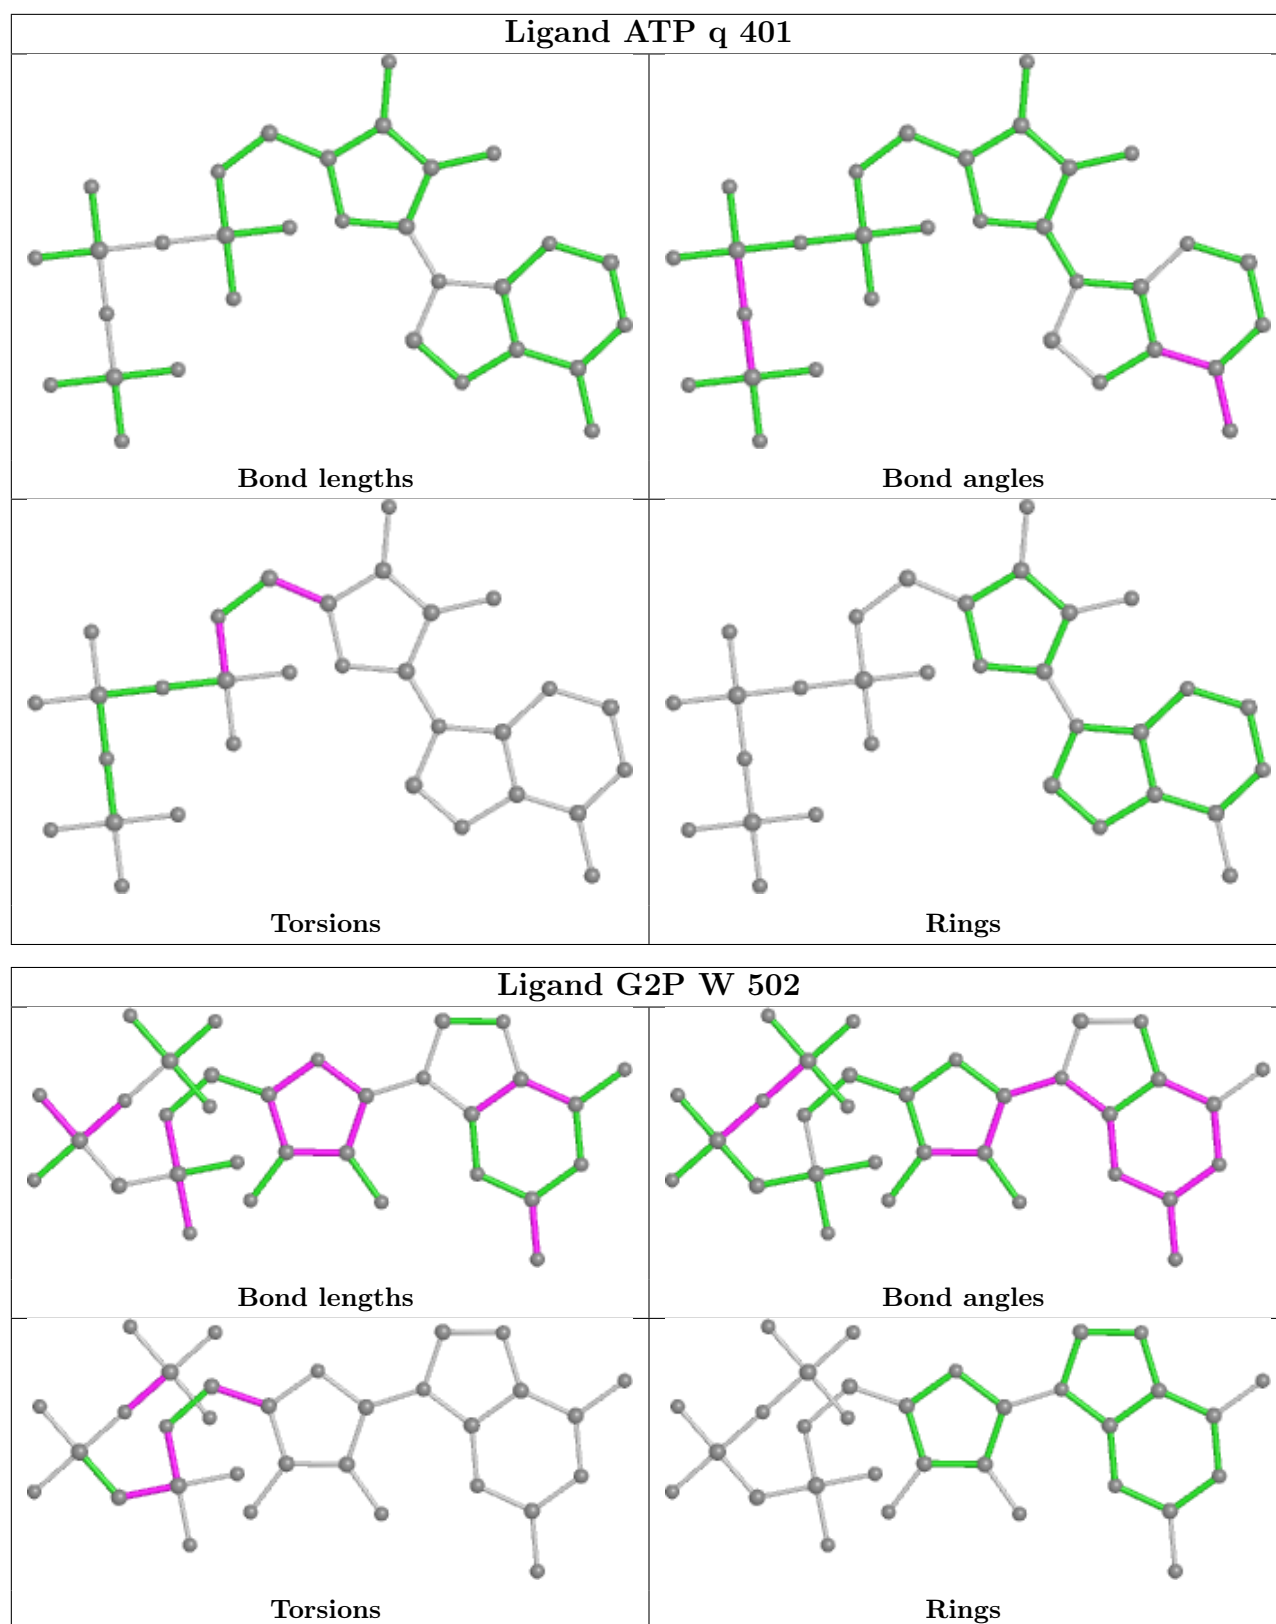 Ligand ATP q 401
Bond lengths
Bond angles
Torsions
Rings
Ligand G2P W 502
Bond lengths
Bond angles
Torsions
Rings